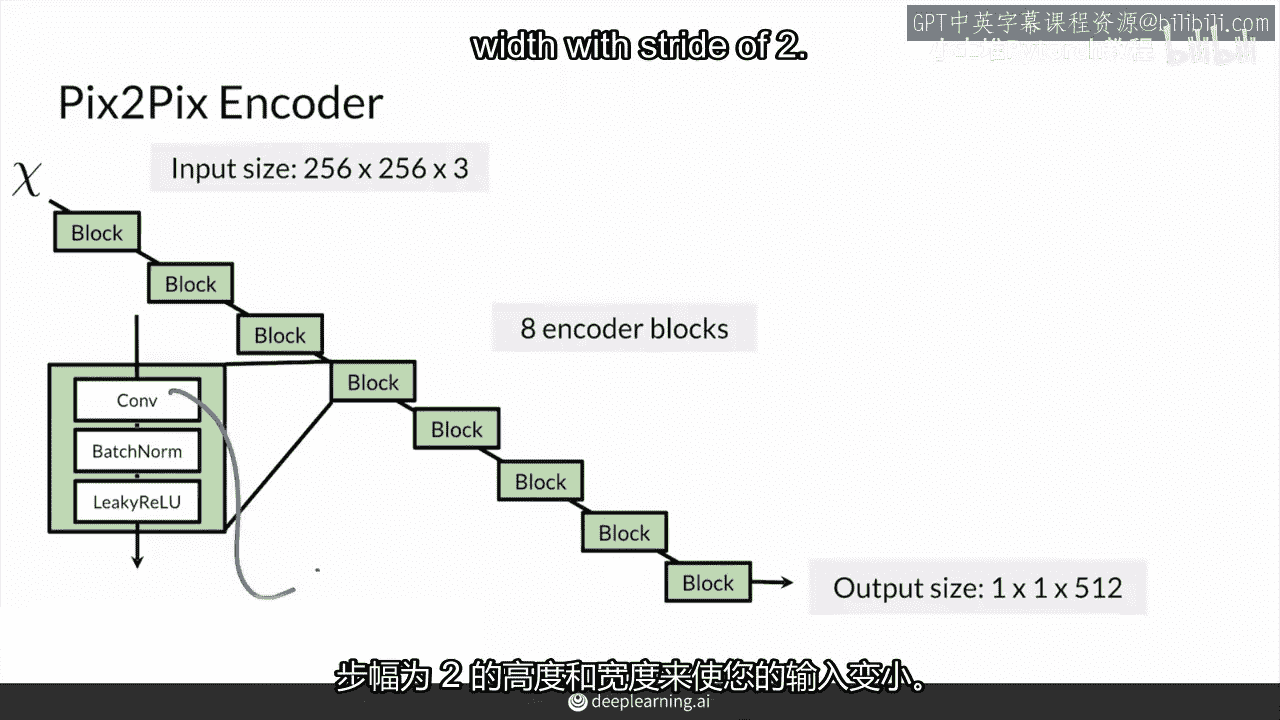 GPT中英字幕课程资源@bilibili.com
width with stride of 2.
Pix2Pix Encoder
χ
Input size: 256 x 256 x 3
Block
Block
Block
8 encoder blocks
Block
Conv
Block
BatchNorm
Block
LeakyReLU
Block
Block
Output size: 1 x 1 x 512
步幅为 2 的高度和宽度来使您的输入变小。
deeplearning.ai